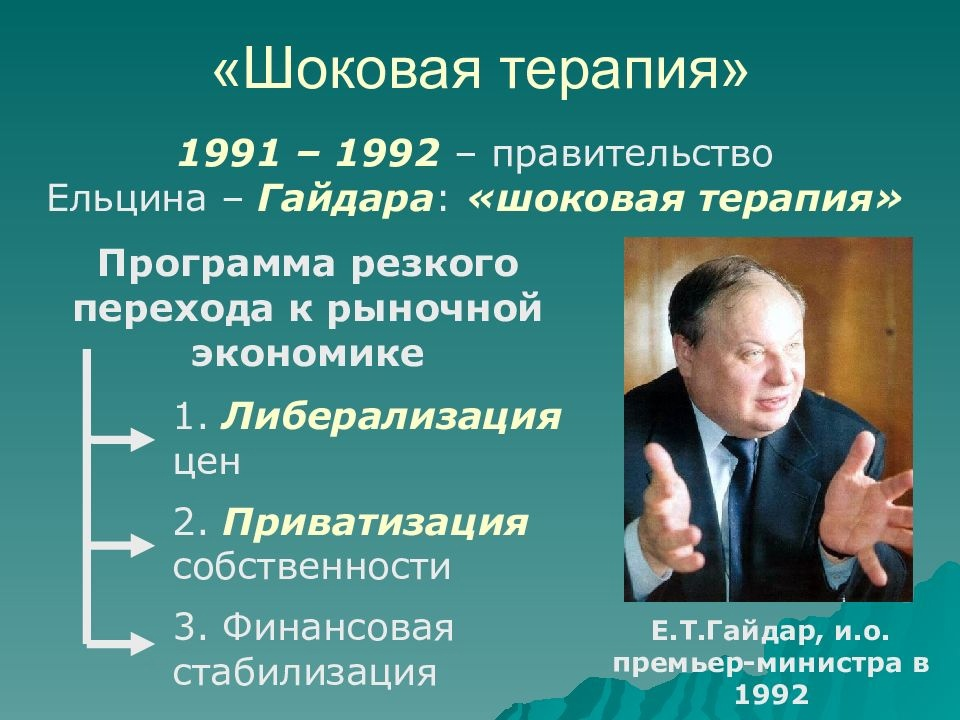 «Шоковая терапия»
1991 – 1992 – правительство
Ельцина – Гайдара: «шоковая терапия»
Программа резкого
перехода к рыночной
экономике
1. Либерализация
цен
2. Приватизация
собственности
3. Финансовая
стабилизация
Е.Т.Гайдар, и.о.
премьер-министра в
1992